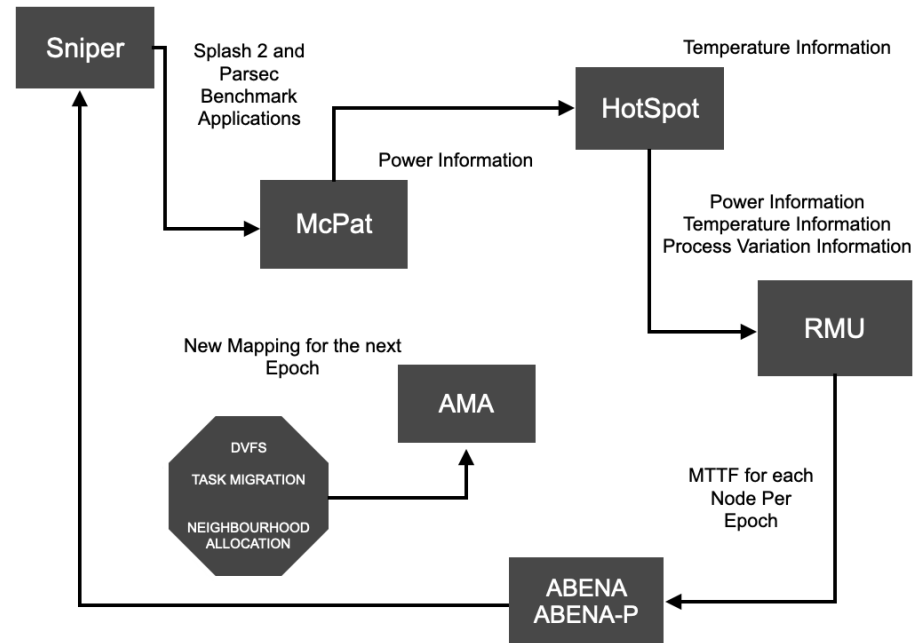 Sniper
Splash 2 and
Parsec
Benchmark
Applications
Temperature Information
HotSpot
Power Information
McPat
Power Information
Temperature Information
Process Variation Information
RMU
New Mapping for the next
Epoch
AMA
DVFS
TASK MIGRATION
NEIGHBOURHOOD
ALLOCATION
MTTF for each
Node Per
Epoch
ABENA
ABENA-P